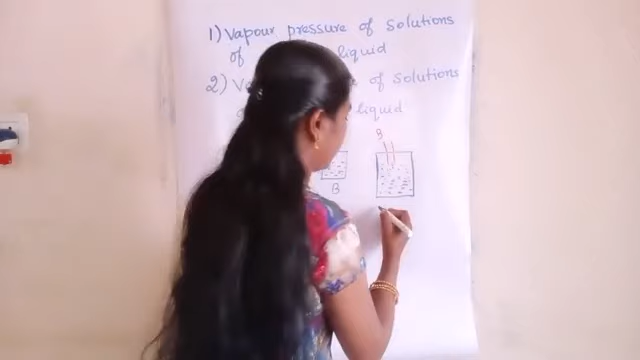 1) Vapour pressure of Solutions
of liquid
2) of Solutions
liquid
B